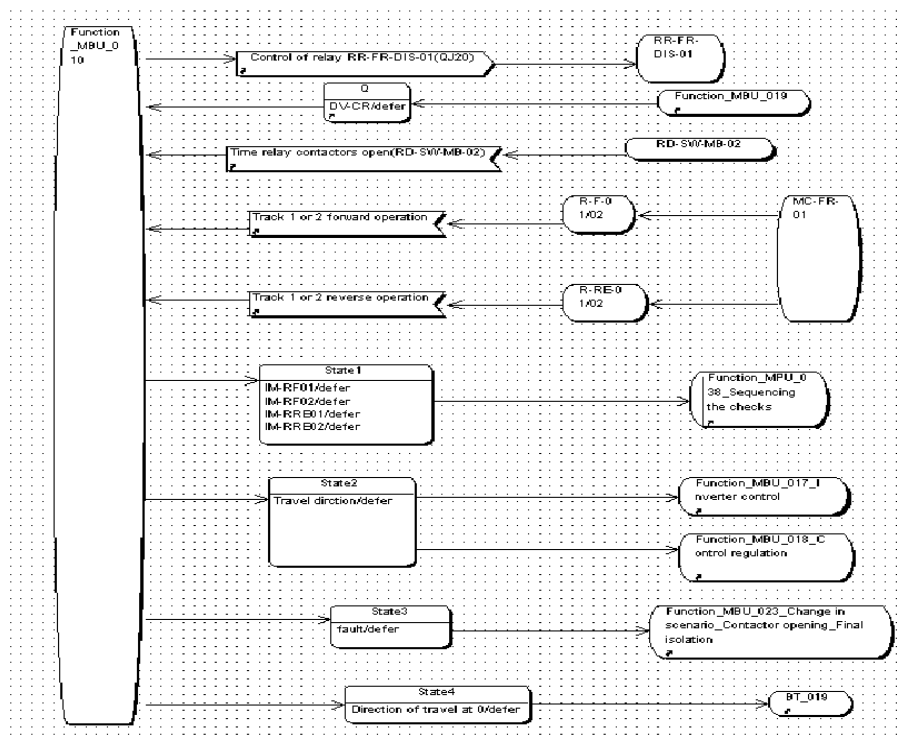 Function
_MBU_0
10
Control of relay RR-FR-DIS-01(QJ20)
RR-FR-
DIS-01
Q
DV-CR/defer
Function_MBU_019
Time relay contactors open(RD-SW-MB-02)
RD-SW-MB-02
Track 1 or 2 forward operation
R-F-0
1/02
MC-FR-
01
Track 1 or 2 reverse operation
R-RE-0
1/02
State1
IM-RF01/defer
IM-RF02/defer
IM-RRE01/defer
IM-RRE02/defer
Function_MPU_0
38_Sequencing
the checks
State2
Travel dirction/defer
Function_MBU_017_I
nverter control
Function_MBU_018_C
ontrol regulation
State3
fault/defer
Function_MBU_023_Change in
scenario_Contactor opening_Final
isolation
State4
Direction of travel at 0/defer
BT_019